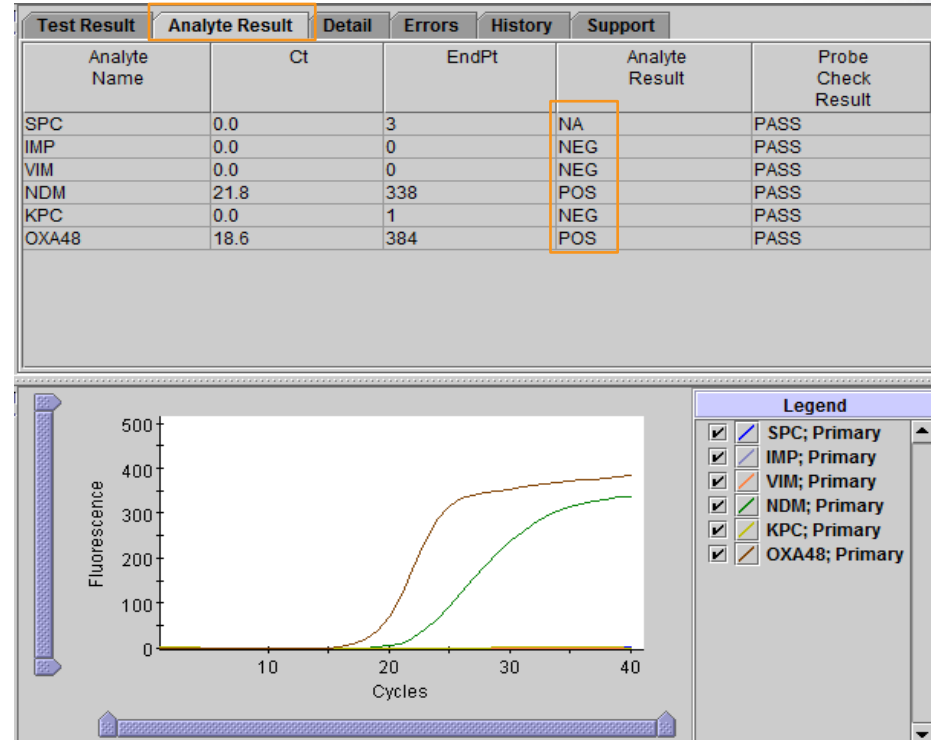 Test Result Analyte Result Detail Errors History Support
Analyte Name Ct EndPt Analyte Result Probe Check Result
SPC 0.0 3 NA PASS
IMP 0.0 0 NEG PASS
VIM 0.0 0 NEG PASS
NDM 21.8 338 POS PASS
KPC 0.0 1 NEG PASS
OXA48 18.6 384 POS PASS
500
400
300
200
100
0
Fluorescence
10 20 30 40
Cycles
Legend
SPC; Primary
IMP; Primary
VIM; Primary
NDM; Primary
KPC; Primary
OXA48; Primary